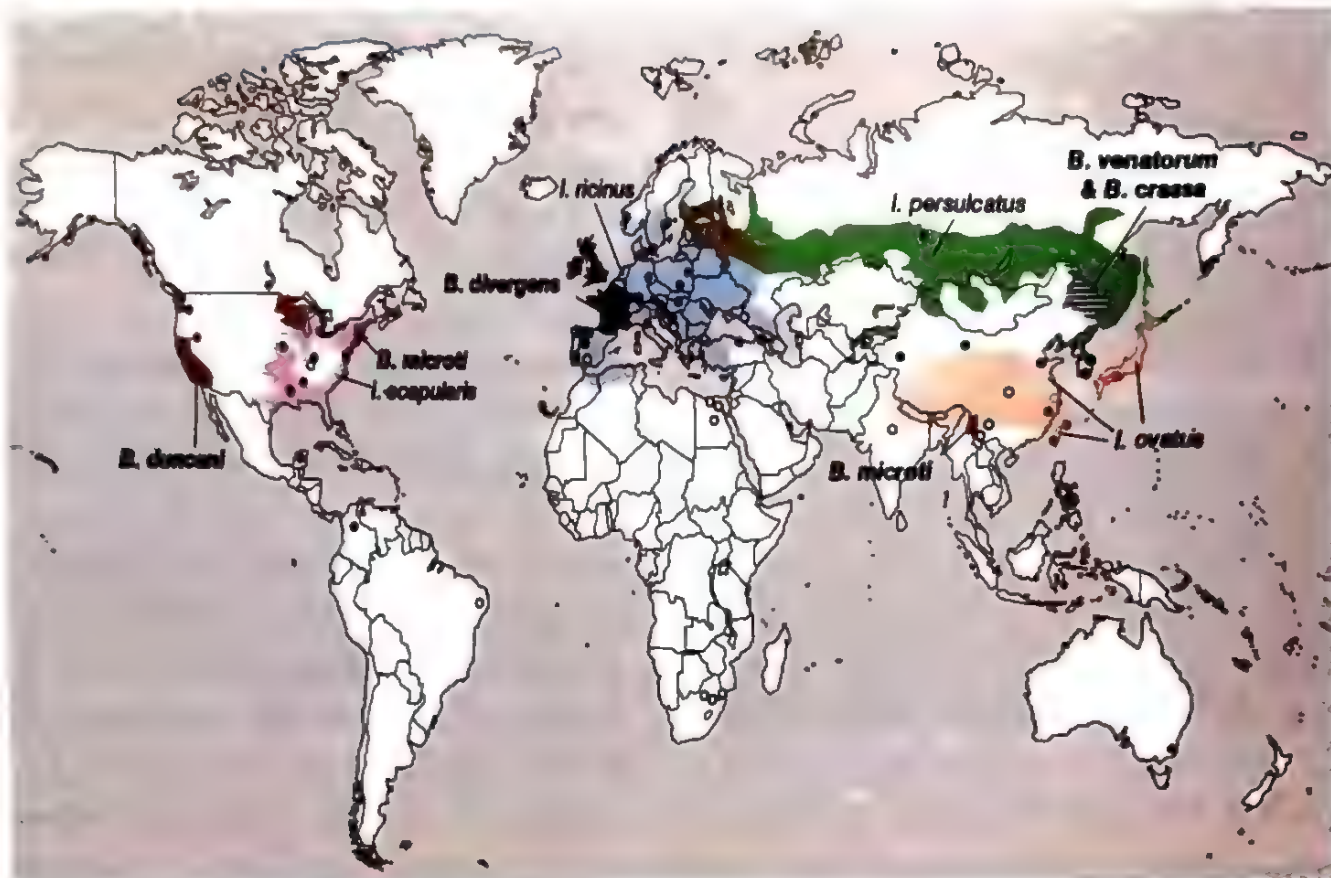 B. venatorum
& B. crassa
I. ricinus
I. persulcatus
B. divergens
B. microti
I. scapularis
B. duncani
I. ovatus
B. microti